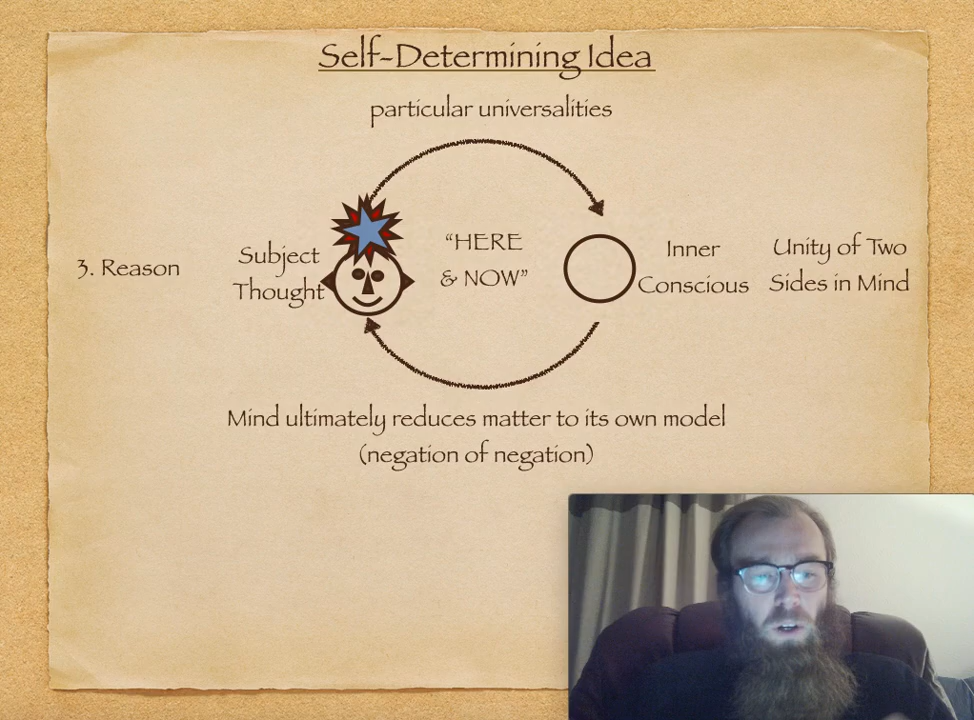 Self-Determining Idea
particular universalities
3. Reason
Subject
Thought
"HERE
& NOW"
Inner
Conscious
Unity of Two
Sides in Mind
Mind ultimately reduces matter to its own model
(negation of negation)